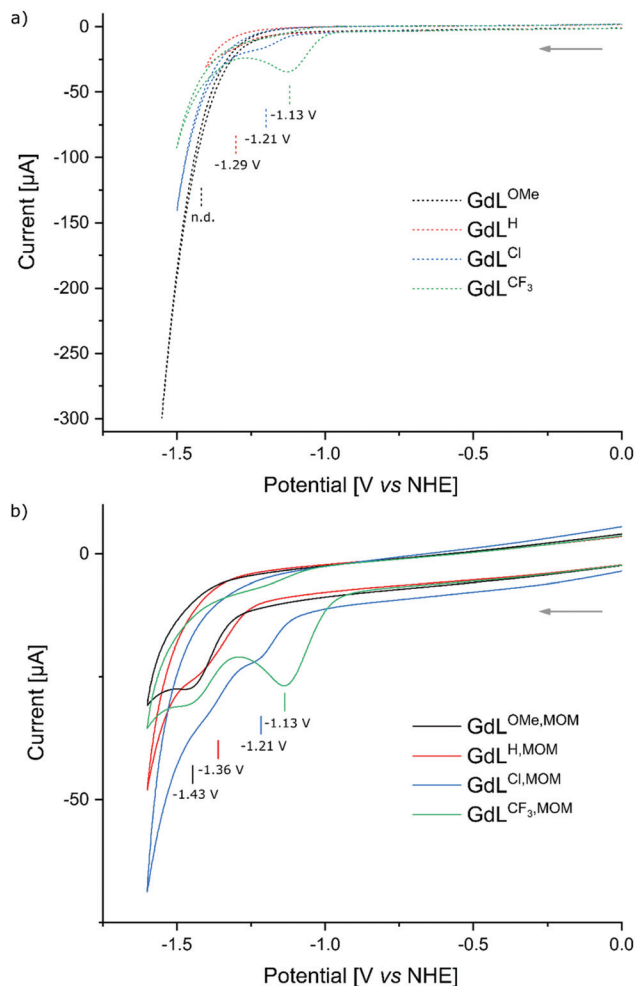 a)
0
-50
-100
-150
-200
-250
-300
Current [µA]
-1.13 V
-1.21 V
-1.29 V
n.d.
GdL^OMe
GdL^H
GdL^Cl
GdL^CF₃
-1.5
-1.0
-0.5
0.0
Potential [V vs NHE]
b)
0
-50
Current [µA]
-1.13 V
-1.21 V
-1.36 V
-1.43 V
GdL^OMe,MOM
GdL^H,MOM
GdL^Cl,MOM
GdL^CF₃,MOM
-1.5
-1.0
-0.5
0.0
Potential [V vs NHE]